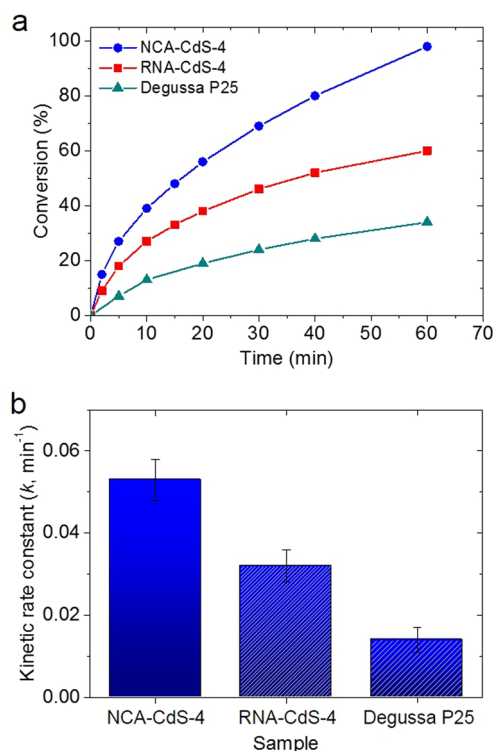 a
NCA-CdS-4
RNA-CdS-4
Degussa P25
100
80
60
40
20
0
Conversion (%)
0 10 20 30 40 50 60 70
Time (min)
b
0.06
0.04
0.02
0.00
Kinetic rate constant (k, min⁻¹)
NCA-CdS-4 RNA-CdS-4 Degussa P25
Sample